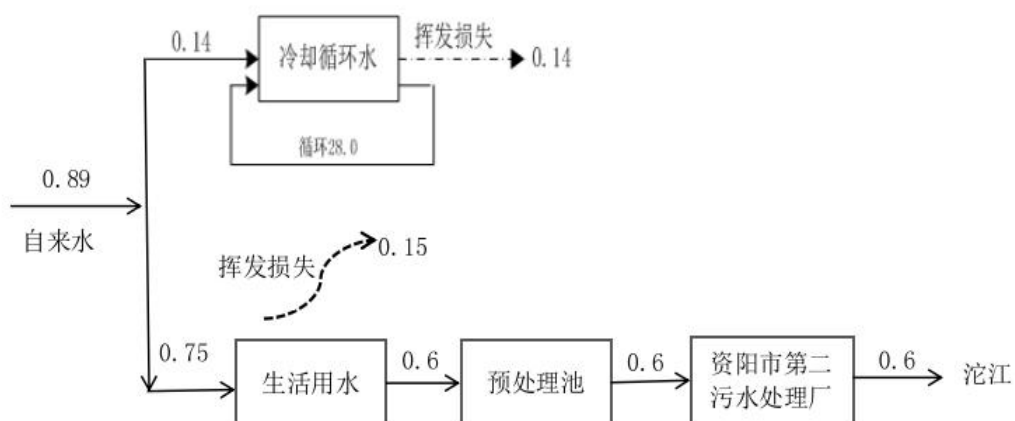 0.14
冷却循环水
挥发损失
0.14
循环28.0
0.89
自来水
挥发损失
0.15
0.75
生活用水
0.6
预处理池
0.6
资阳市第二
污水处理厂
0.6
沱江